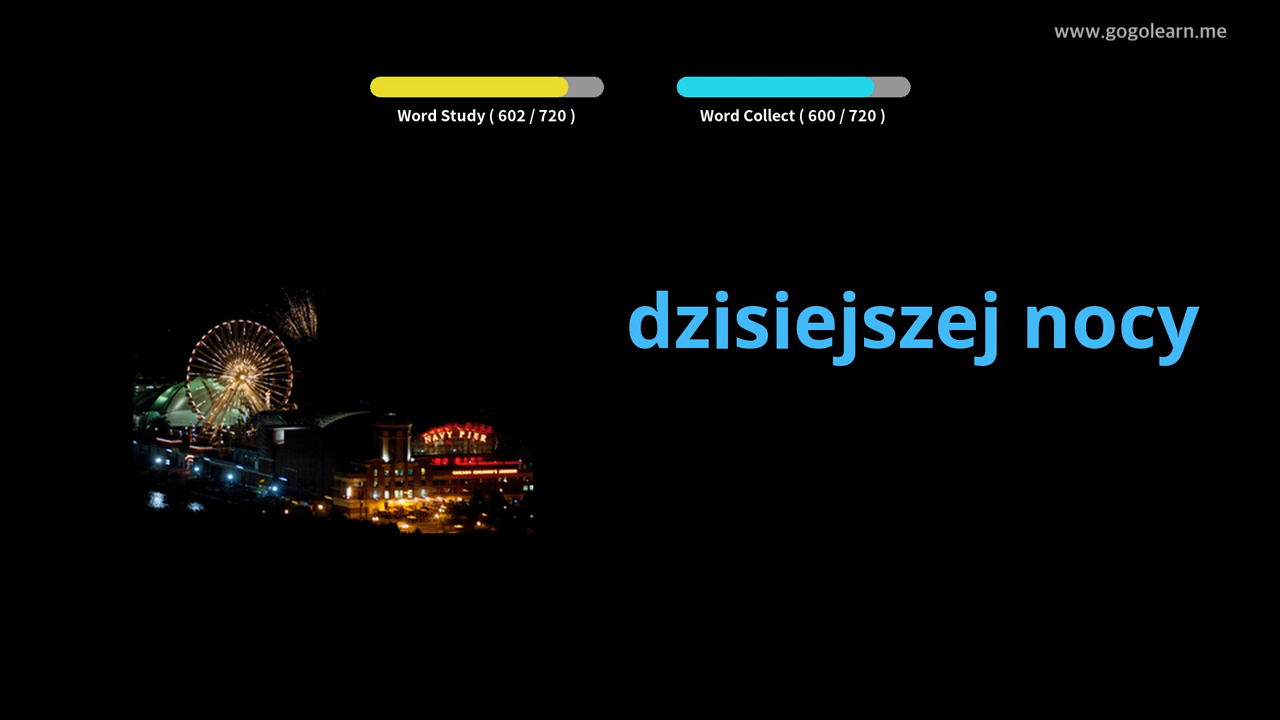 www.gogolearn.me
Word Study ( 602 / 720 )
Word Collect ( 600 / 720 )
dzisiejszej nocy
NAVY PIER